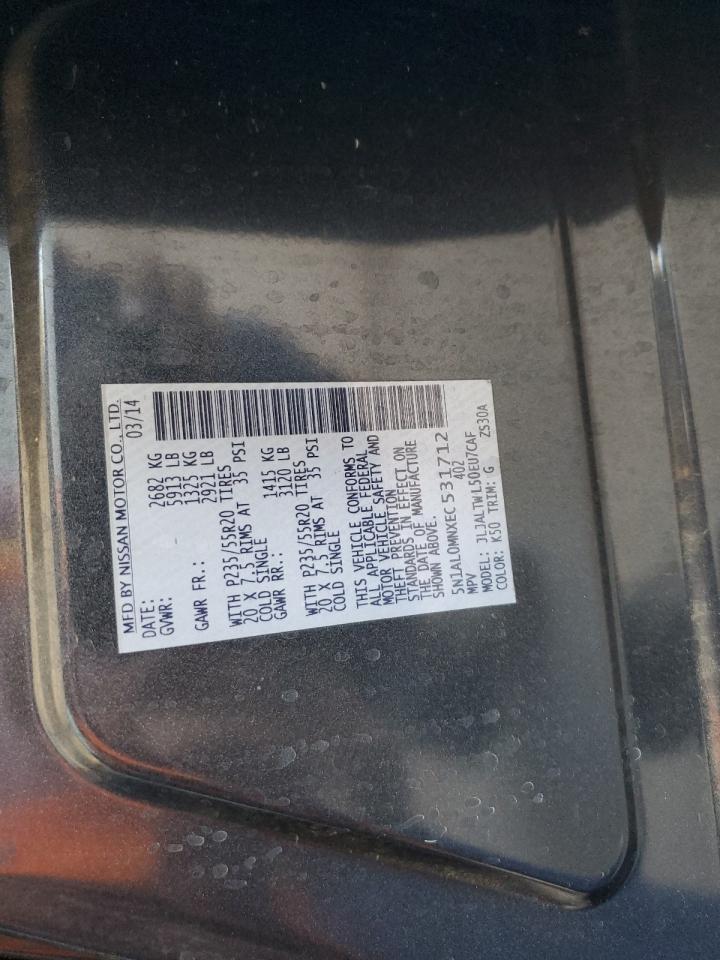 MFD BY NISSAN MOTOR CO., LTD.
DATE: 03/14
GVWR: 2682 KG
5913 LB
GAWR FR.: 1325 KG
2921 LB
WITH P235/55R20 TIRES
20 X 7.5 RIMS AT 35 PSI
COLD SINGLE
GAWR RR.: 1415 KG
3120 LB
WITH P235/55R20 TIRES
20 X 7.5 RIMS AT 35 PSI
COLD SINGLE
THIS VEHICLE CONFORMS TO
ALL APPLICABLE FEDERAL
MOTOR VEHICLE SAFETY AND
THEFT PREVENTION
STANDARDS IN EFFECT ON
THE DATE OF MANUFACTURE
SHOWN ABOVE.
5N1AL0MNXEC531712
MPV 402
MODEL: JLJALTWL50EU7CAF
COLOR: K50 TRIM: G ZS30A